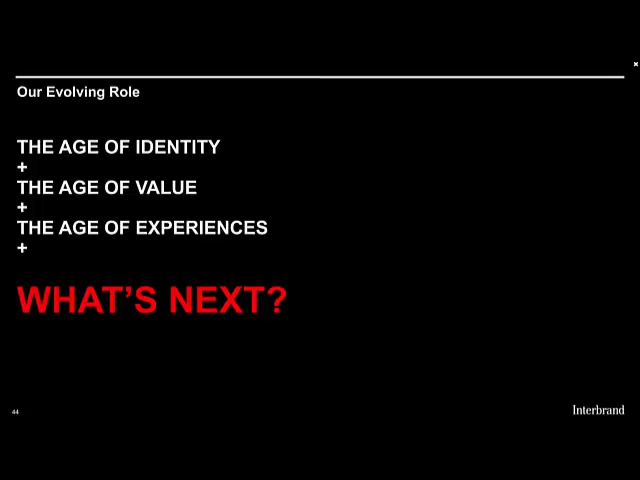 Our Evolving Role
THE AGE OF IDENTITY
+
THE AGE OF VALUE
+
THE AGE OF EXPERIENCES
+
WHAT’S NEXT?
44
Interbrand